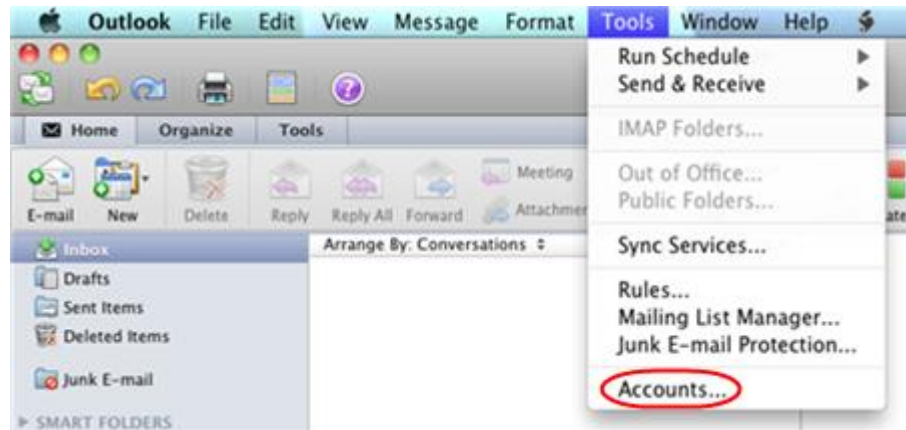 Outlook File Edit View Message Format Tools Window Help
Run Schedule
Send & Receive
IMAP Folders...
Out of Office...
Public Folders...
Sync Services...
Rules...
Mailing List Manager...
Junk E-mail Protection...
Accounts...
Home Organize Tools
E-mail New Delete Reply Reply All Forward
Meeting
Attachmen
Arrange By: Conversations
Inbox
Drafts
Sent Items
Deleted Items
Junk E-mail
SMART FOLDERS